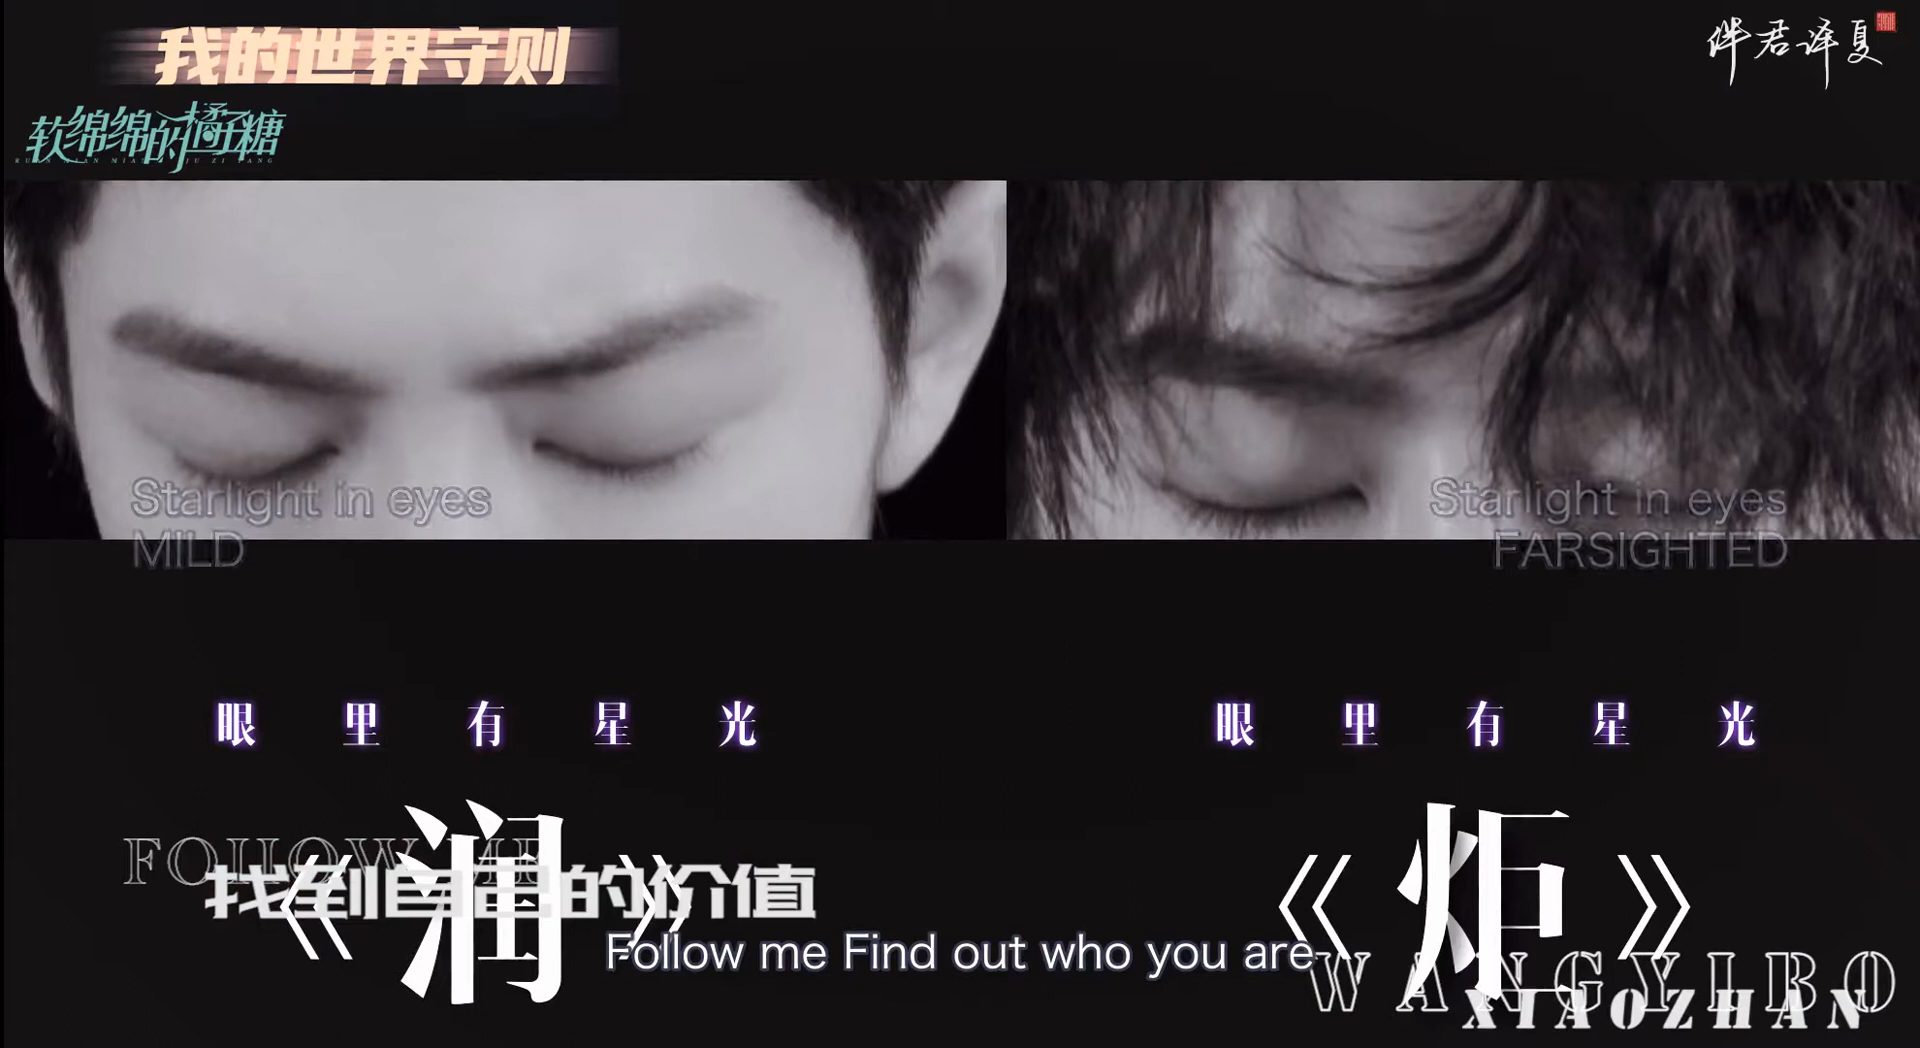 我的世界守则
伴君译夏
软绵绵的橘子糖
Starlight in eyes
MILD
Starlight in eyes
FARSIGHTED
眼里有星光
眼里有星光
FOLLOW ME
《润》
《炬》
找到自己的价值
Follow me Find out who you are
WANGYIBO
XIAOZHAN